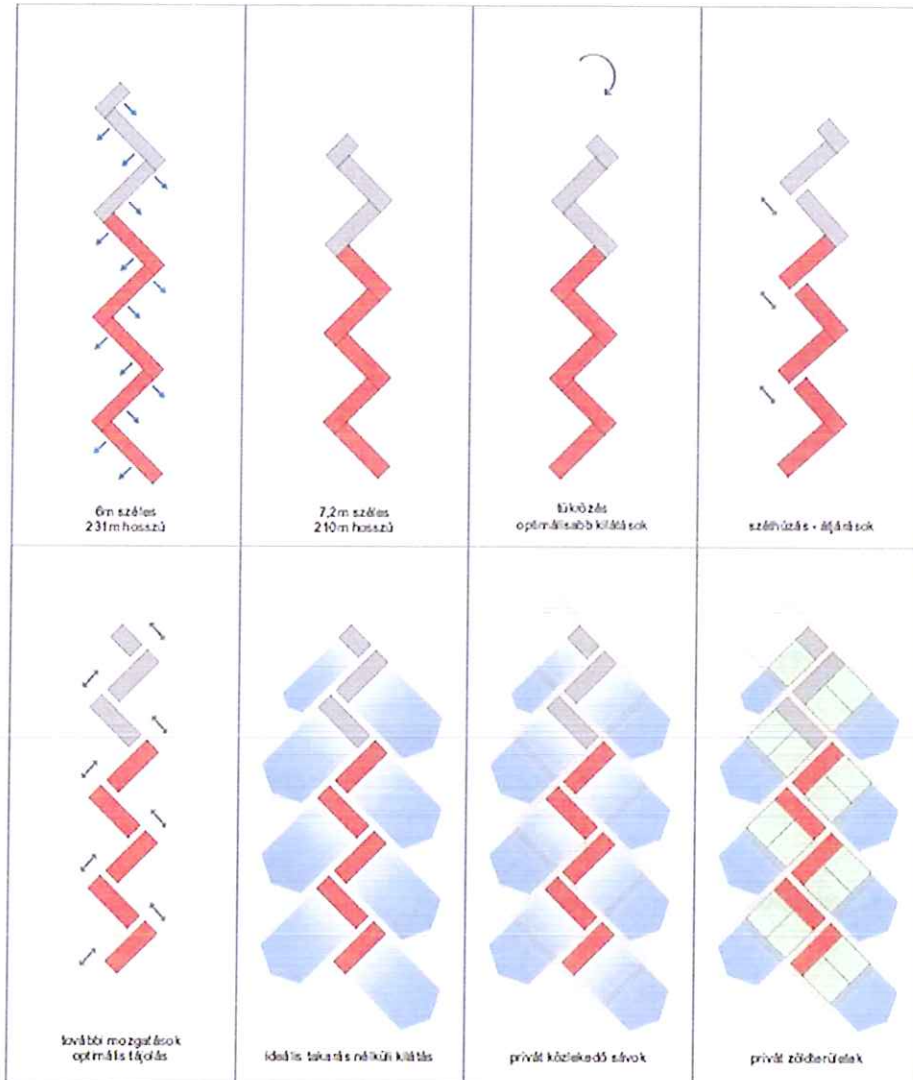 6m széles
231m hosszú
7,2m széles
210m hosszú
tükrözés
optimálisabb kilátások
széthúzás - átjárások
további mozgatások
optimális tájolás
ideális takarás nélküli kilátás
privát közlekedő sávok
privát zöldterületek